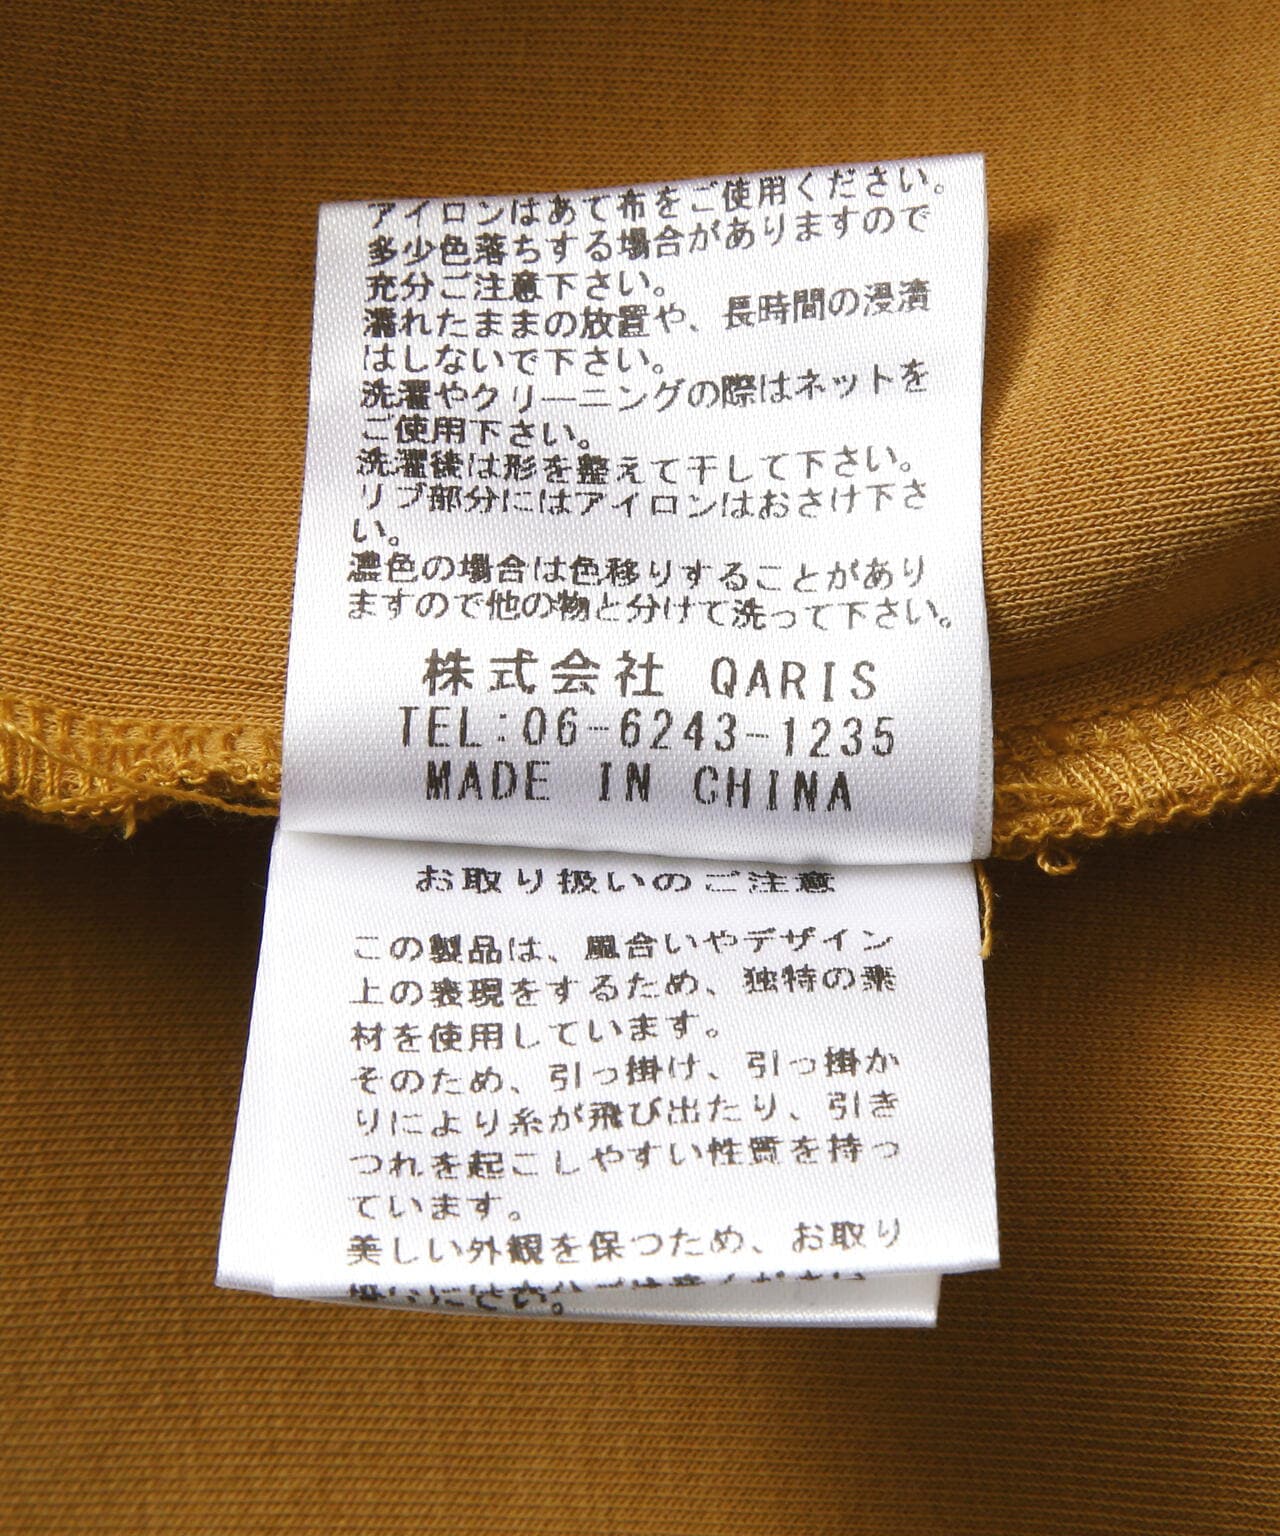 アイロンはあて布をご使用ください。
多少色落ちする場合がありますので
充分ご注意下さい。
濡れたままの放置や、長時間の浸漬
はしないで下さい。
洗濯やクリーニングの際はネットを
ご使用下さい。
洗濯後は形を整えて干して下さい。
リブ部分にはアイロンはおさけ下さ
い。
濃色の場合は色移りすることがあり
ますので他の物と分けて洗って下さい。
株式会社 QARIS
TEL:06-6243-1235
MADE IN CHINA
お取り扱いのご注意
この製品は、風合いやデザイン
上の表現をするため、独特の素
材を使用しています。
そのため、引っ掛け、引っ掛か
りにより糸が飛び出たり、引き
つれを起こしやすい性質を持っ
ています。
美しい外観を保つため、お取り